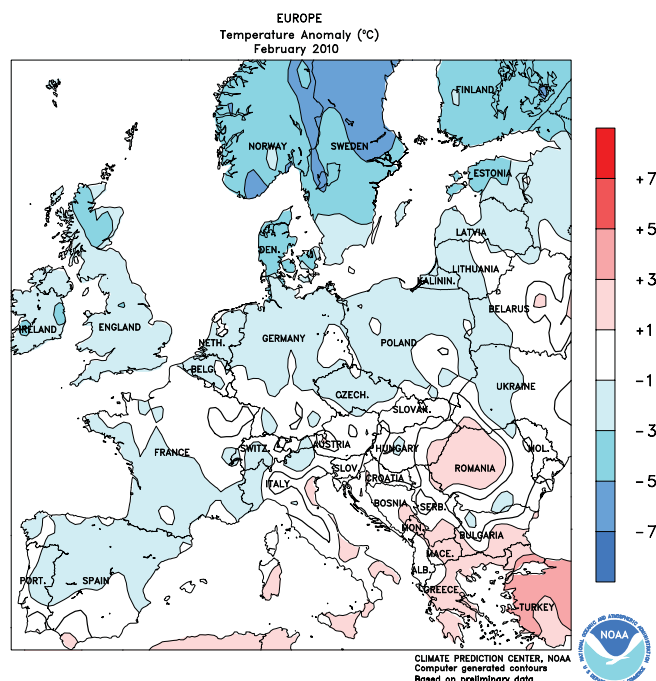 EUROPE
Temperature Anomaly (°C)
February 2010
FINLAND
NORWAY
SWEDEN
ESTONIA
LATVIA
DEN.
LITHUANIA
KALININ.
BELARUS
IRELAND
ENGLAND
NETH.
GERMANY
POLAND
BELG.
UKRAINE
CZECH.
SLOVAK.
FRANCE
SWITZ.
AUSTRIA
HUNGARY
MOL.
ROMANIA
SLOV.
ITALY
CROATIA
BOSNIA
SERB.
MON.
BULGARIA
MACE.
ALB.
PORT.
SPAIN
GREECE
TURKEY
+7
+5
+3
+1
-1
-3
-5
-7
NOAA
CLIMATE PREDICTION CENTER, NOAA
Computer generated contours
Based on preliminary data